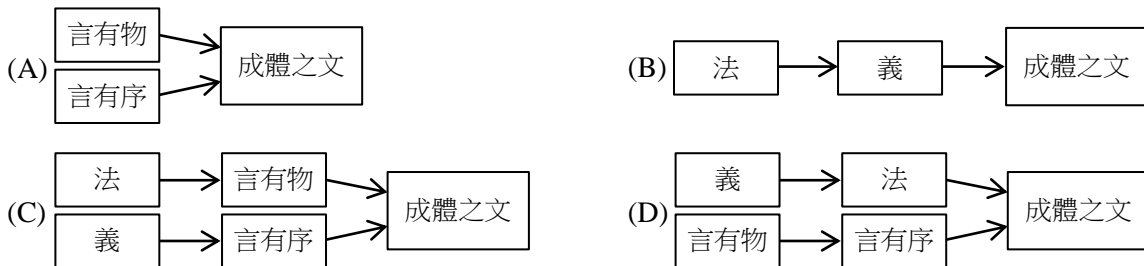 (A) 言有物 言有序 成體之文
(B) 法 義 成體之文
(C) 法 言有物 義 言有序 成體之文
(D) 義 法 言有物 言有序 成體之文